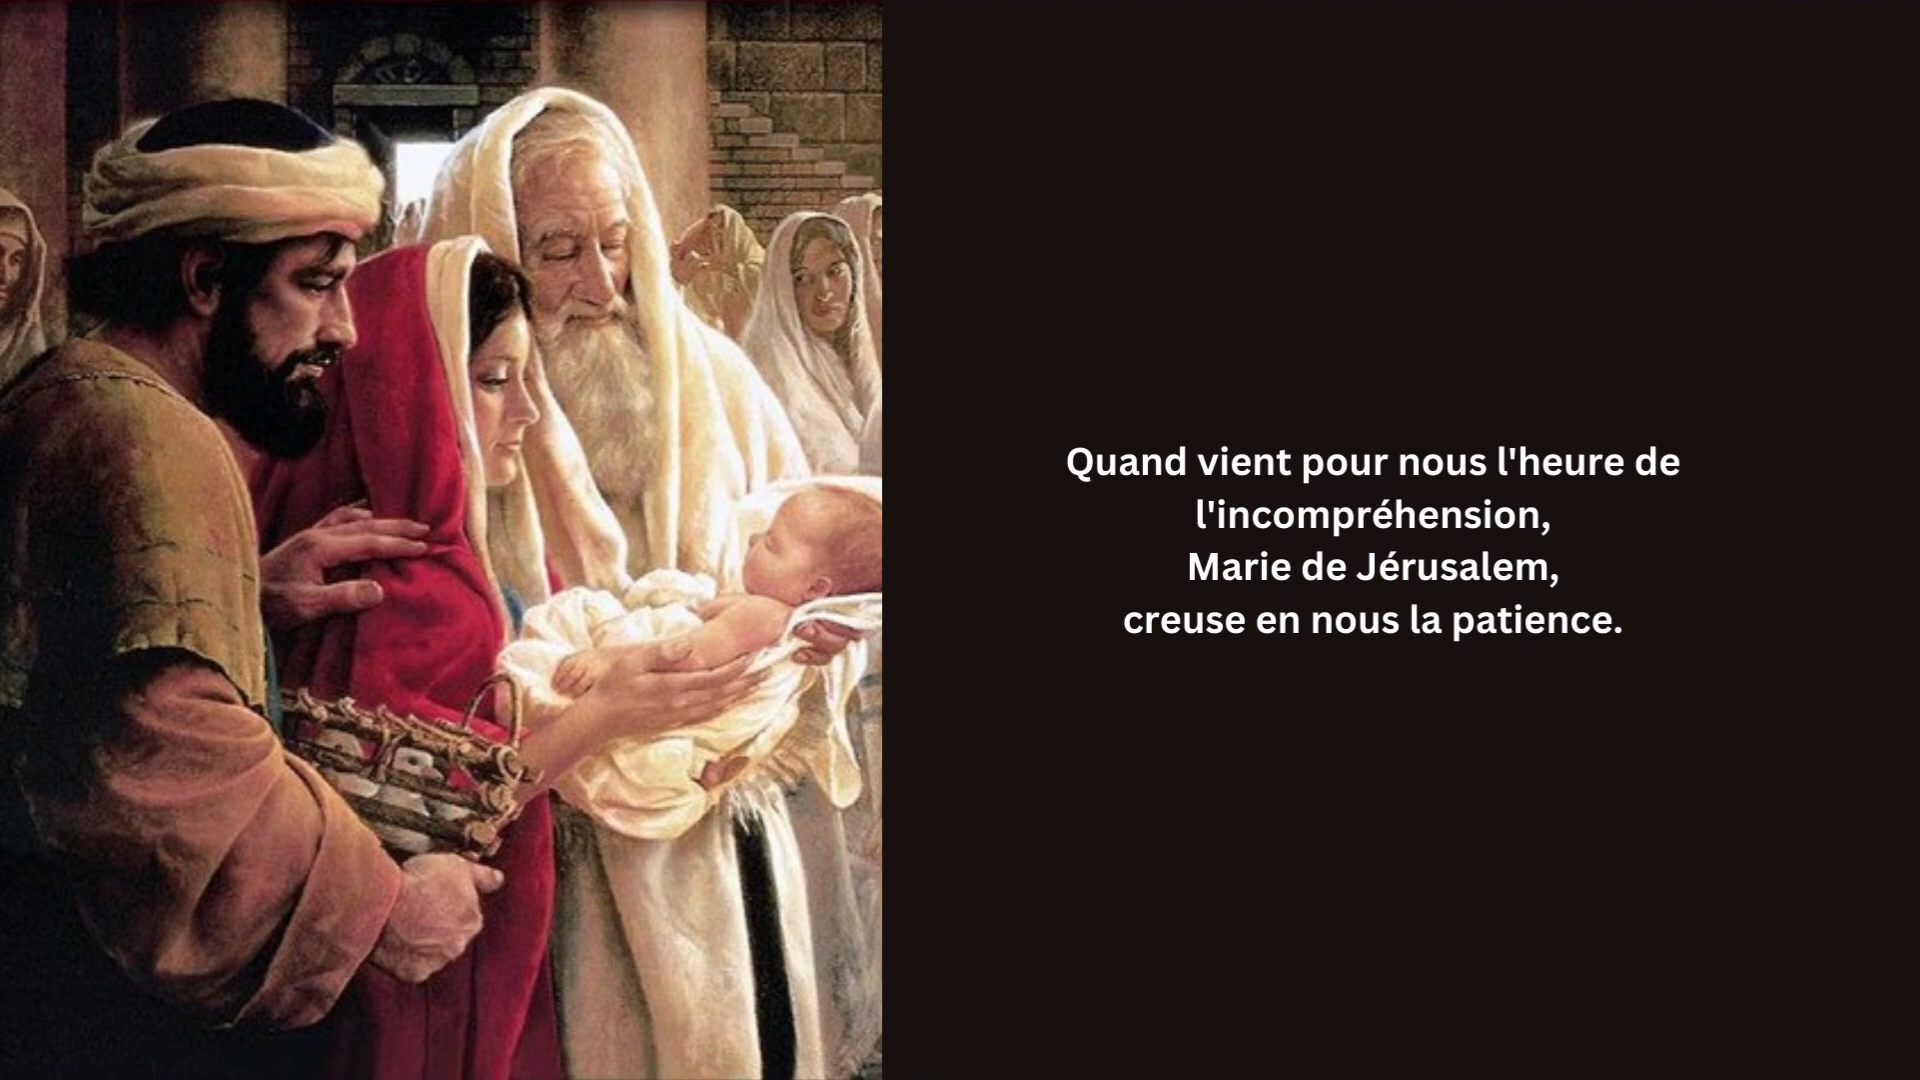 Quand vient pour nous l'heure de
l'incompréhension,
Marie de Jérusalem,
creuse en nous la patience.